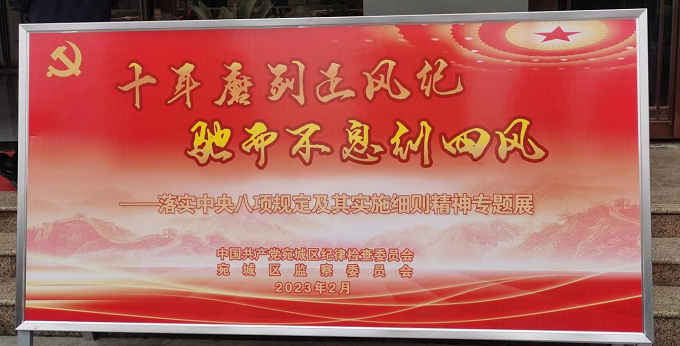 十年磨剑正风纪
驰而不息纠四风
——落实中央八项规定及其实施细则精神专题展
中国共产党宛城区纪律检查委员会
宛城区监察委员会
2023年2月